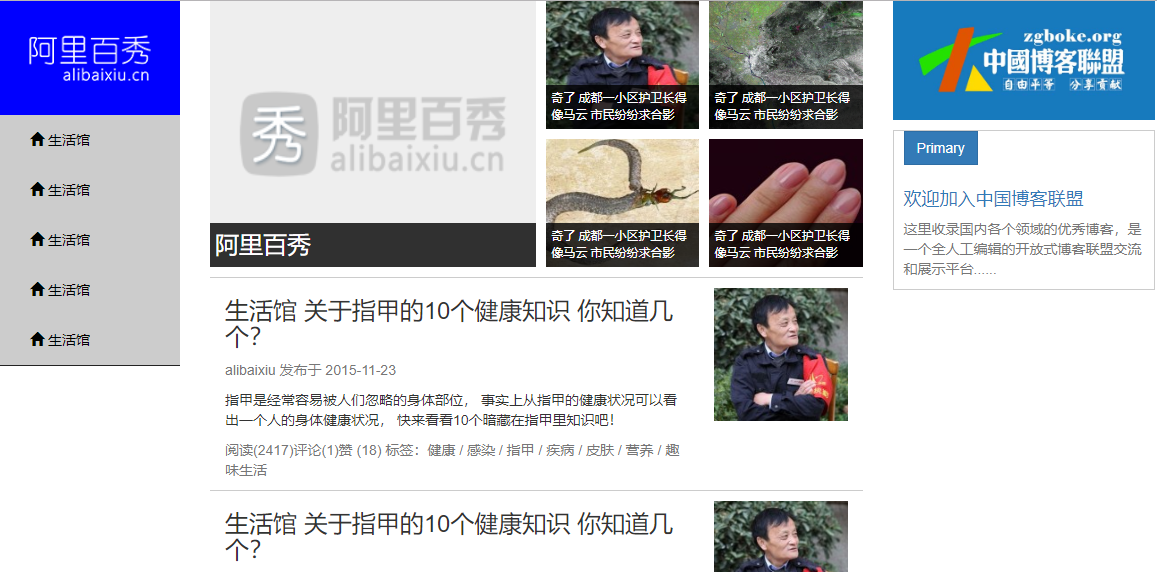 阿里百秀
alibaixiu.cn
生活馆
生活馆
生活馆
生活馆
生活馆
秀
阿里百秀
alibaixiu.cn
阿里百秀
奇了 成都一小区护卫长得
像马云 市民纷纷求合影
奇了 成都一小区护卫长得
像马云 市民纷纷求合影
奇了 成都一小区护卫长得
像马云 市民纷纷求合影
奇了 成都一小区护卫长得
像马云 市民纷纷求合影
生活馆 关于指甲的10个健康知识 你知道几
个？
alibaixiu 发布于 2015-11-23
指甲是经常容易被人们忽略的身体部位， 事实上从指甲的健康状况可以看
出一个人的身体健康状况， 快来看看10个暗藏在指甲里知识吧！
阅读(2417)评论(1)赞 (18) 标签：健康 / 感染 / 指甲 / 疾病 / 皮肤 / 营养 / 趣
味生活
生活馆 关于指甲的10个健康知识 你知道几
个？
zgboke.org
中國博客聯盟
自由平等 分享貢献
Primary
欢迎加入中国博客联盟
这里收录国内各个领域的优秀博客，是
一个全人工编辑的开放式博客联盟交流
和展示平台......